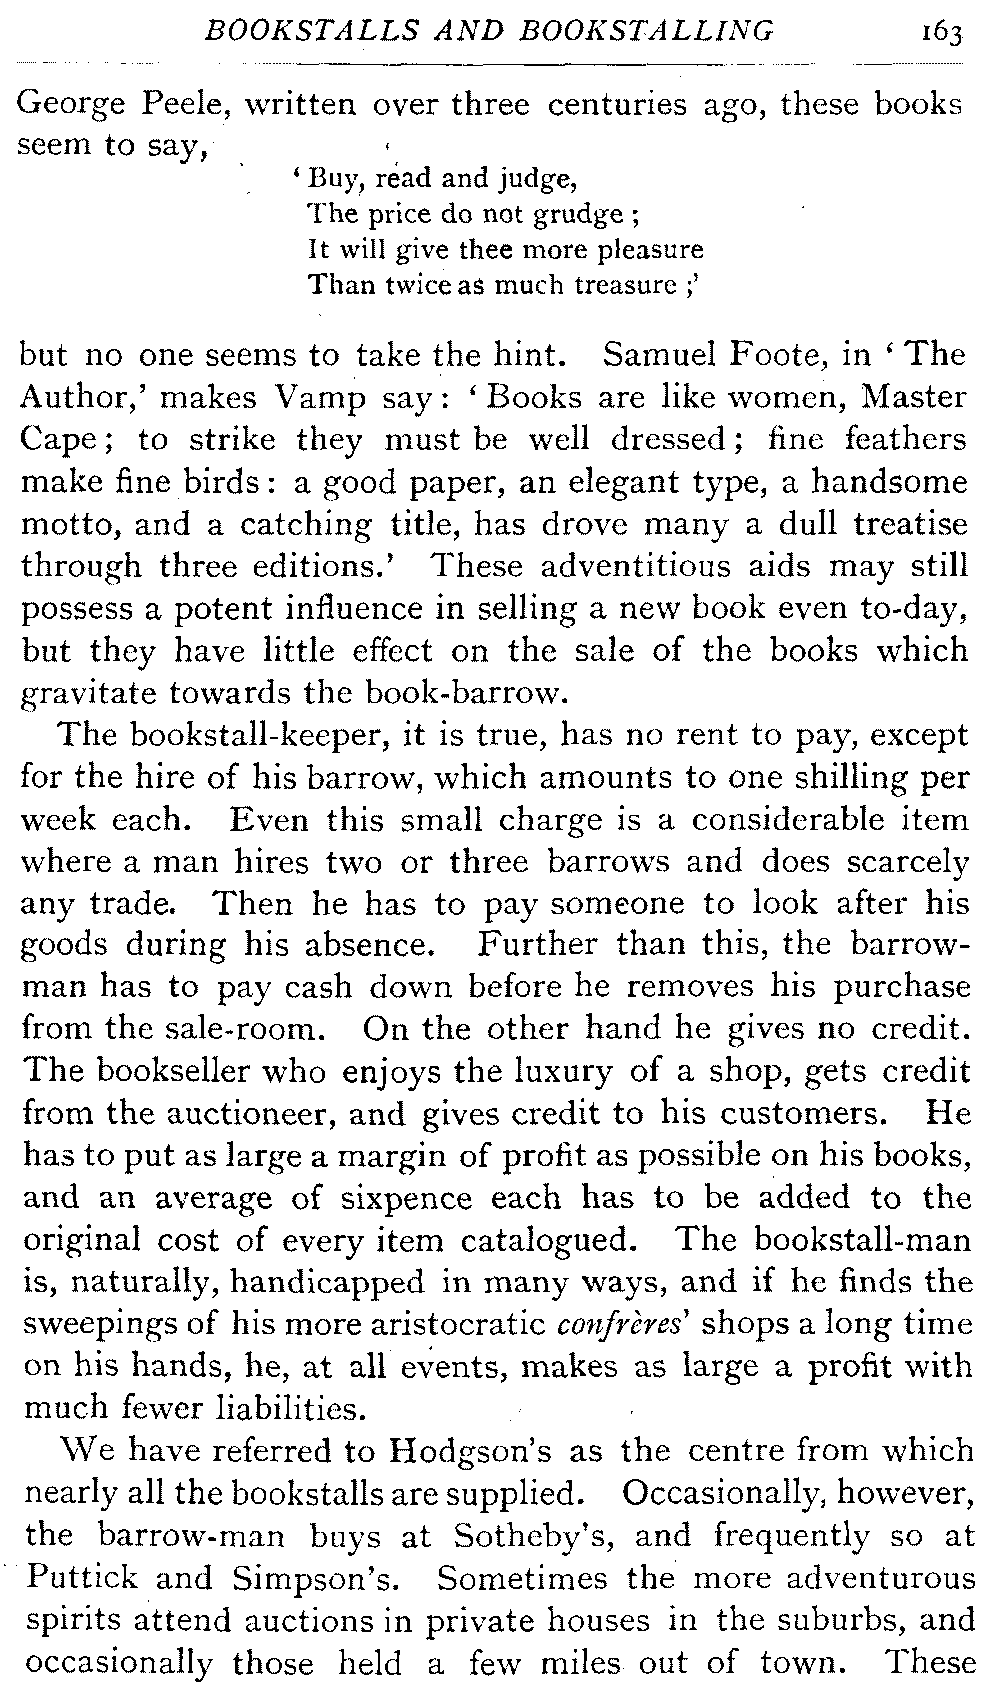 BOOKSTALLS AND BOOKSTALLING 163
George Peele, written over three centuries ago, these books
seem to say,
‘ Buy, read and judge,
The price do not grudge ;
It will give thee more pleasure
Than twice as much treasure ;’
but no one seems to take the hint. Samuel Foote, in ‘ The
Author,’ makes Vamp say : ‘ Books are like women, Master
Cape ; to strike they must be well dressed ; fine feathers
make fine birds : a good paper, an elegant type, a handsome
motto, and a catching title, has drove many a dull treatise
through three editions.’ These adventitious aids may still
possess a potent influence in selling a new book even to-day,
but they have little effect on the sale of the books which
gravitate towards the book-barrow.
The bookstall-keeper, it is true, has no rent to pay, except
for the hire of his barrow, which amounts to one shilling per
week each. Even this small charge is a considerable item
where a man hires two or three barrows and does scarcely
any trade. Then he has to pay someone to look after his
goods during his absence. Further than this, the barrow-
man has to pay cash down before he removes his purchase
from the sale-room. On the other hand he gives no credit.
The bookseller who enjoys the luxury of a shop, gets credit
from the auctioneer, and gives credit to his customers. He
has to put as large a margin of profit as possible on his books,
and an average of sixpence each has to be added to the
original cost of every item catalogued. The bookstall-man
is, naturally, handicapped in many ways, and if he finds the
sweepings of his more aristocratic confrères’ shops a long time
on his hands, he, at all events, makes as large a profit with
much fewer liabilities.
We have referred to Hodgson’s as the centre from which
nearly all the bookstalls are supplied. Occasionally, however,
the barrow-man buys at Sotheby’s, and frequently so at
Puttick and Simpson’s. Sometimes the more adventurous
spirits attend auctions in private houses in the suburbs, and
occasionally those held a few miles out of town. These